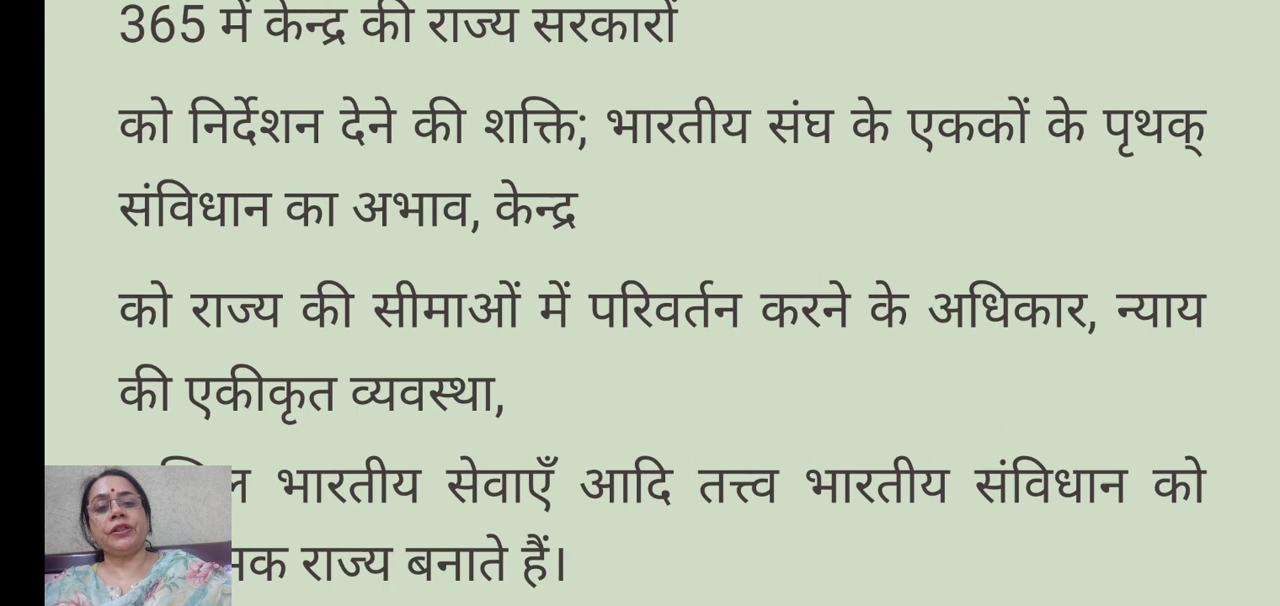 365 में केन्द्र की राज्य सरकारों
को निर्देशन देने की शक्ति; भारतीय संघ के एककों के पृथक्
संविधान का अभाव, केन्द्र
को राज्य की सीमाओं में परिवर्तन करने के अधिकार, न्याय
की एकीकृत व्यवस्था,
भारतीय सेवाएँ आदि तत्त्व भारतीय संविधान को
राज्य बनाते हैं।